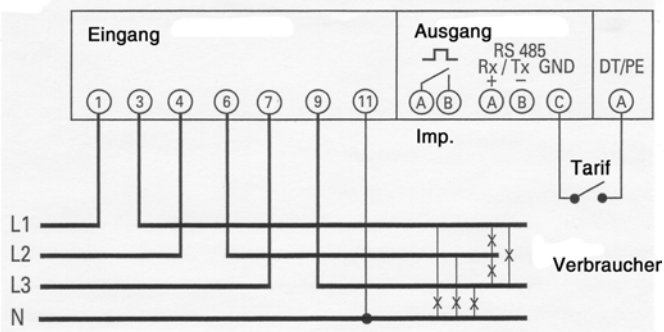 Eingang
Ausgang
RS 485
Rx / Tx GND
+ −
DT/PE
1 3 4 6 7 9 11 A B A B C A
Imp.
Tarif
L1
L2
L3
N
Verbraucher